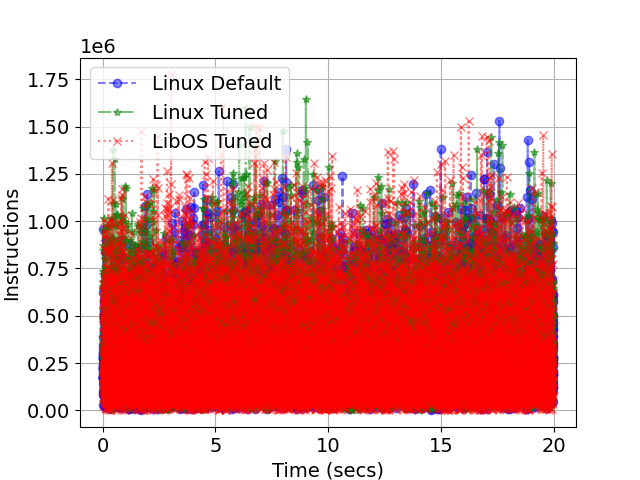 1e6
1.75
1.50
1.25
1.00
0.75
0.50
0.25
0.00
Instructions
Linux Default
Linux Tuned
LibOS Tuned
0 5 10 15 20
Time (secs)